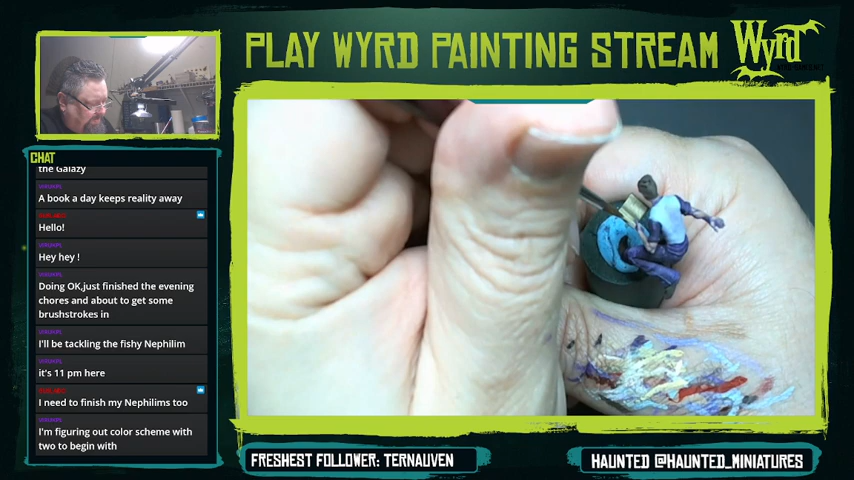 PLAY WYRD PAINTING STREAM
Wyrd
CHAT
the Galazy
A book a day keeps reality away
Hello!
Hey hey !
Doing OK,just finished the evening
chores and about to get some
brushstrokes in
I'll be tackling the fishy Nephilim
it's 11 pm here
I need to finish my Nephilims too
I'm figuring out color scheme with
two to begin with
FRESHEST FOLLOWER: TERNAUVEN
HAUNTED @HAUNTED_MINIATURES